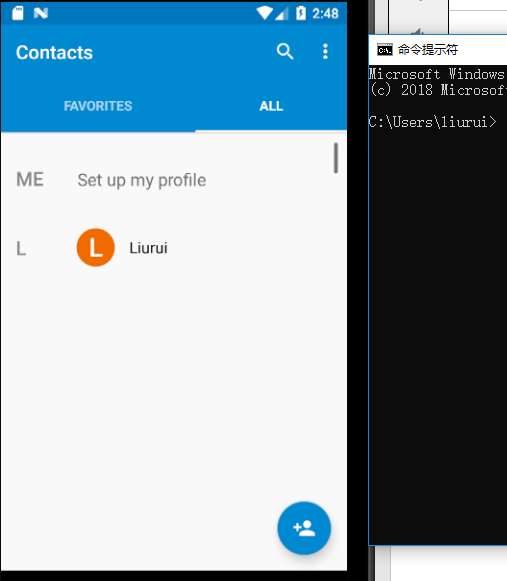 2:48
Contacts
FAVORITES
ALL
ME
Set up my profile
L
L
Liurui
命令提示符
Microsoft Windows
(c) 2018 Microsof
C:\Users\liurui>